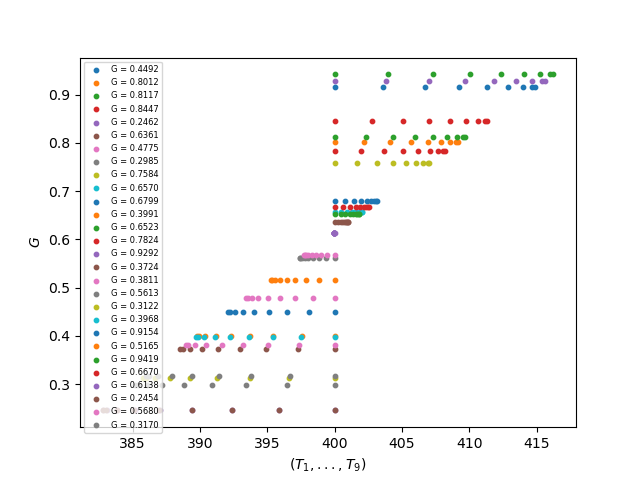 G = 0.4492
G = 0.8012
G = 0.8117
G = 0.8447
G = 0.2462
G = 0.6361
G = 0.4775
G = 0.2985
G = 0.7584
G = 0.6570
G = 0.6799
G = 0.3991
G = 0.6523
G = 0.7824
G = 0.9292
G = 0.3724
G = 0.3811
G = 0.5613
G = 0.3122
G = 0.3968
G = 0.9154
G = 0.5165
G = 0.9419
G = 0.6670
G = 0.6138
G = 0.2454
G = 0.5680
G = 0.3170
0.9
0.8
0.7
0.6
0.5
0.4
0.3
G
385 390 395 400 405 410 415
(T_1, ..., T_9)